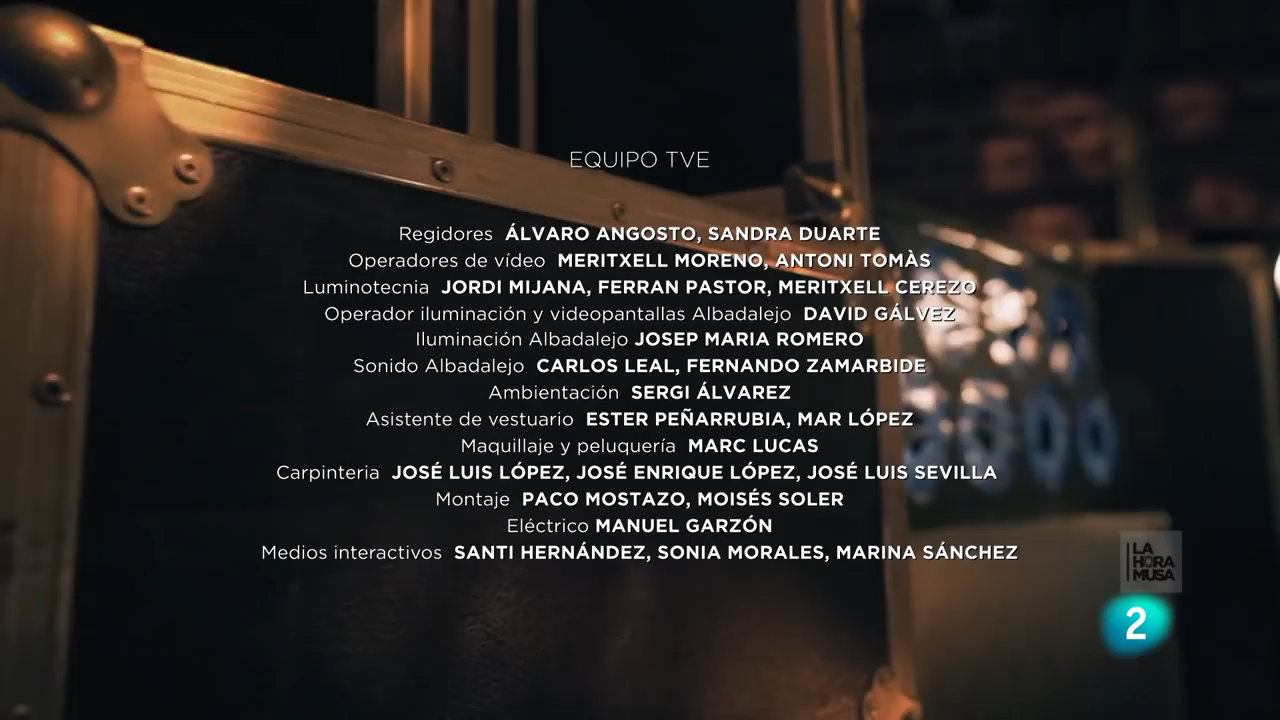 EQUIPO TVE
Regidores ÁLVARO ANGOSTO, SANDRA DUARTE
Operadores de vídeo MERITXELL MORENO, ANTONI TOMÀS
Luminotecnia JORDI MIJANA, FERRAN PASTOR, MERITXELL CEREZO
Operador iluminación y videopantallas Albadalejo DAVID GÁLVEZ
Iluminación Albadalejo JOSEP MARIA ROMERO
Sonido Albadalejo CARLOS LEAL, FERNANDO ZAMARBIDE
Ambientación SERGI ÁLVAREZ
Asistente de vestuario ESTER PEÑARRUBIA, MAR LÓPEZ
Maquillaje y peluquería MARC LUCAS
Carpinteria JOSÉ LUIS LÓPEZ, JOSÉ ENRIQUE LÓPEZ, JOSÉ LUIS SEVILLA
Montaje PACO MOSTAZO, MOISÉS SOLER
Eléctrico MANUEL GARZÓN
Medios interactivos SANTI HERNÁNDEZ, SONIA MORALES, MARINA SÁNCHEZ
LA
HORA
MUSA
2